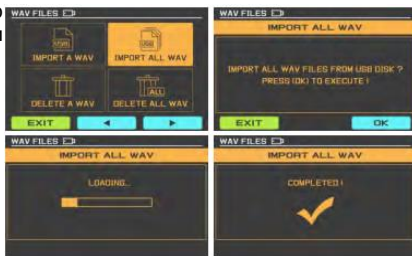 WAV FILES
IMPORT A WAV
USB
IMPORT ALL WAV
DELETE A WAV
ALL
DELETE ALL WAV
EXIT
WAV FILES
IMPORT ALL WAV
IMPORT ALL WAV FILES FROM USB DISK ?
PRESS [OK] TO EXECUTE !
EXIT
OK
WAV FILES
IMPORT ALL WAV
LOADING...
WAV FILES
IMPORT ALL WAV
COMPLETED !